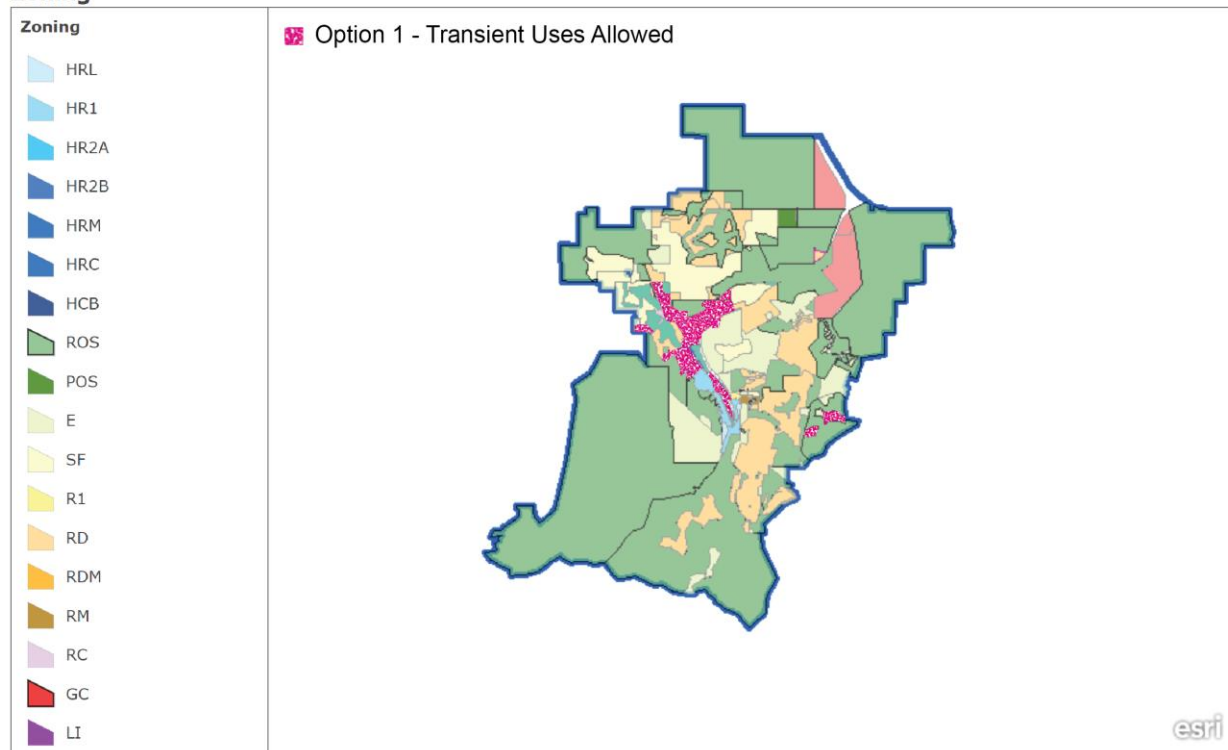 Zoning
Option 1 - Transient Uses Allowed
HRL
HR1
HR2A
HR2B
HRM
HRC
HCB
ROS
POS
E
SF
R1
RD
RDM
RM
RC
GC
LI
esri